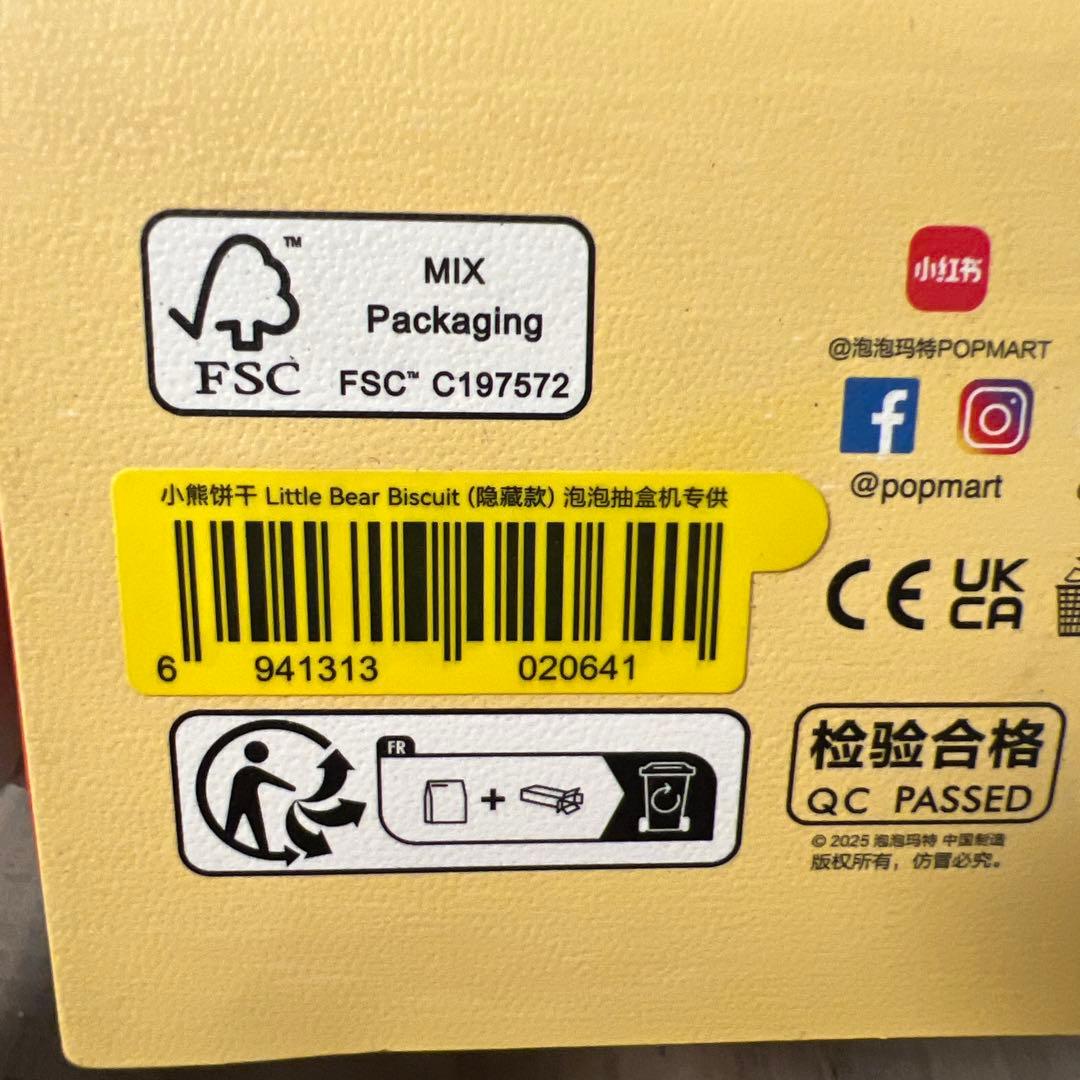 MIX
Packaging
FSC™ C197572
™
FSC
小红书
@泡泡玛特POPMART
@popmart
小熊饼干 Little Bear Biscuit (隐藏款) 泡泡抽盒机专供
6 941313 020641
CE
UK
CA
FR
检验合格
QC PASSED
© 2025 泡泡玛特 中国制造
版权所有，仿冒必究。